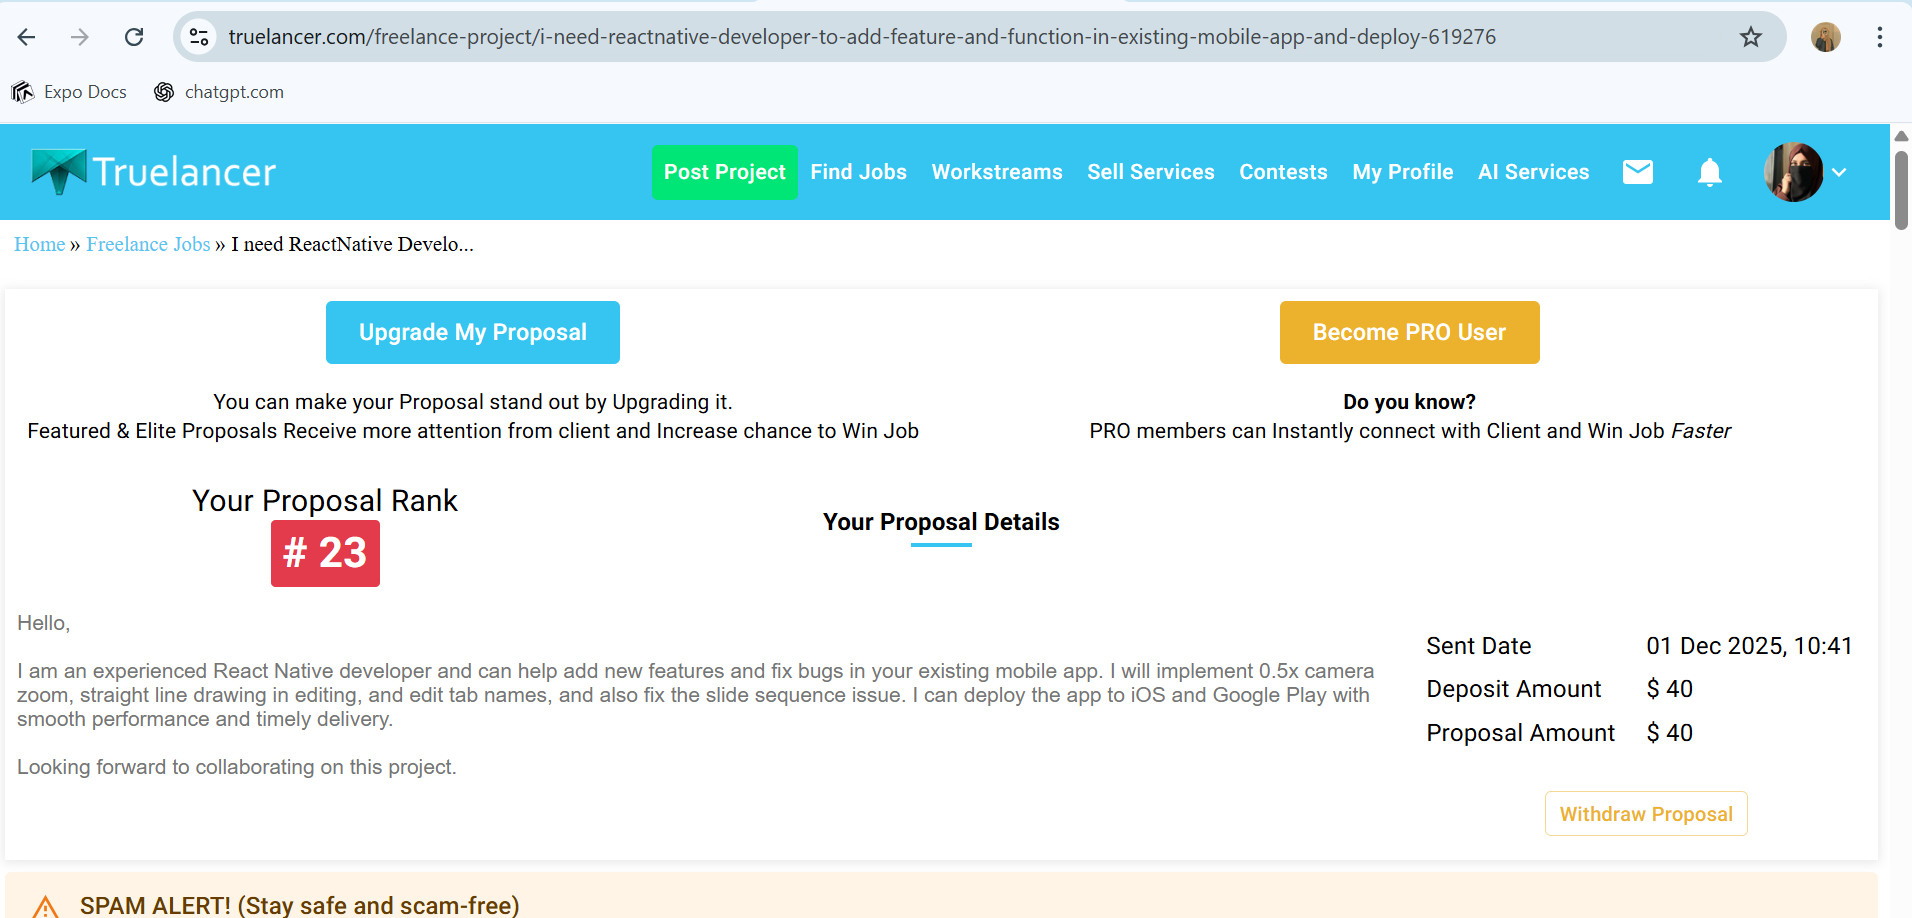 truelancer.com/freelance-project/i-need-reactnative-developer-to-add-feature-and-function-in-existing-mobile-app-and-deploy-619276
Expo Docs chatgpt.com
Truelancer Post Project Find Jobs Workstreams Sell Services Contests My Profile AI Services
Home » Freelance Jobs » I need ReactNative Develo...
Upgrade My Proposal Become PRO User
You can make your Proposal stand out by Upgrading it. Do you know?
Featured & Elite Proposals Receive more attention from client and Increase chance to Win Job PRO members can Instantly connect with Client and Win Job Faster
Your Proposal Rank
Your Proposal Details
# 23
Hello,
I am an experienced React Native developer and can help add new features and fix bugs in your existing mobile app. I will implement 0.5x camera
zoom, straight line drawing in editing, and edit tab names, and also fix the slide sequence issue. I can deploy the app to iOS and Google Play with
smooth performance and timely delivery.
Looking forward to collaborating on this project.
Sent Date 01 Dec 2025, 10:41
Deposit Amount $ 40
Proposal Amount $ 40
Withdraw Proposal
SPAM ALERT! (Stay safe and scam-free)